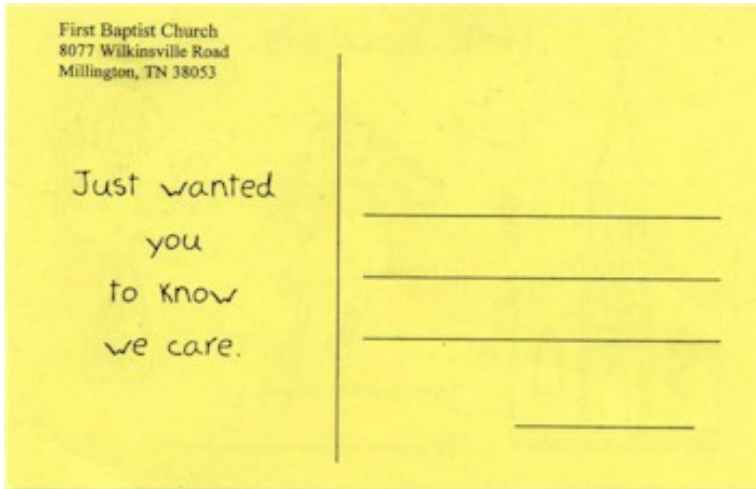 First Baptist Church
8077 Wilkinsville Road
Millington, TN 38053
Just wanted
you
to know
we care.